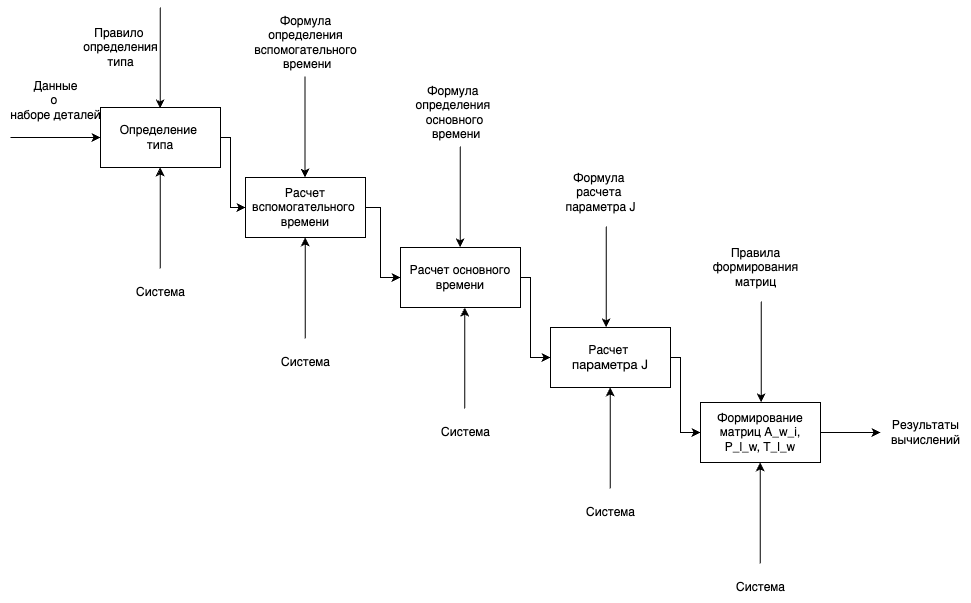 Правило
определения
типа
Данные
о
наборе деталей
Определение
типа
Система
Формула
определения
вспомогательного
времени
Расчет
вспомогательного
времени
Система
Формула
определения
основного
времени
Расчет основного
времени
Система
Формула
расчета
параметра J
Расчет
параметра J
Система
Правила
формирования
матриц
Формирование
матриц A_w_i,
P_l_w, T_l_w
Система
Результаты
вычислений